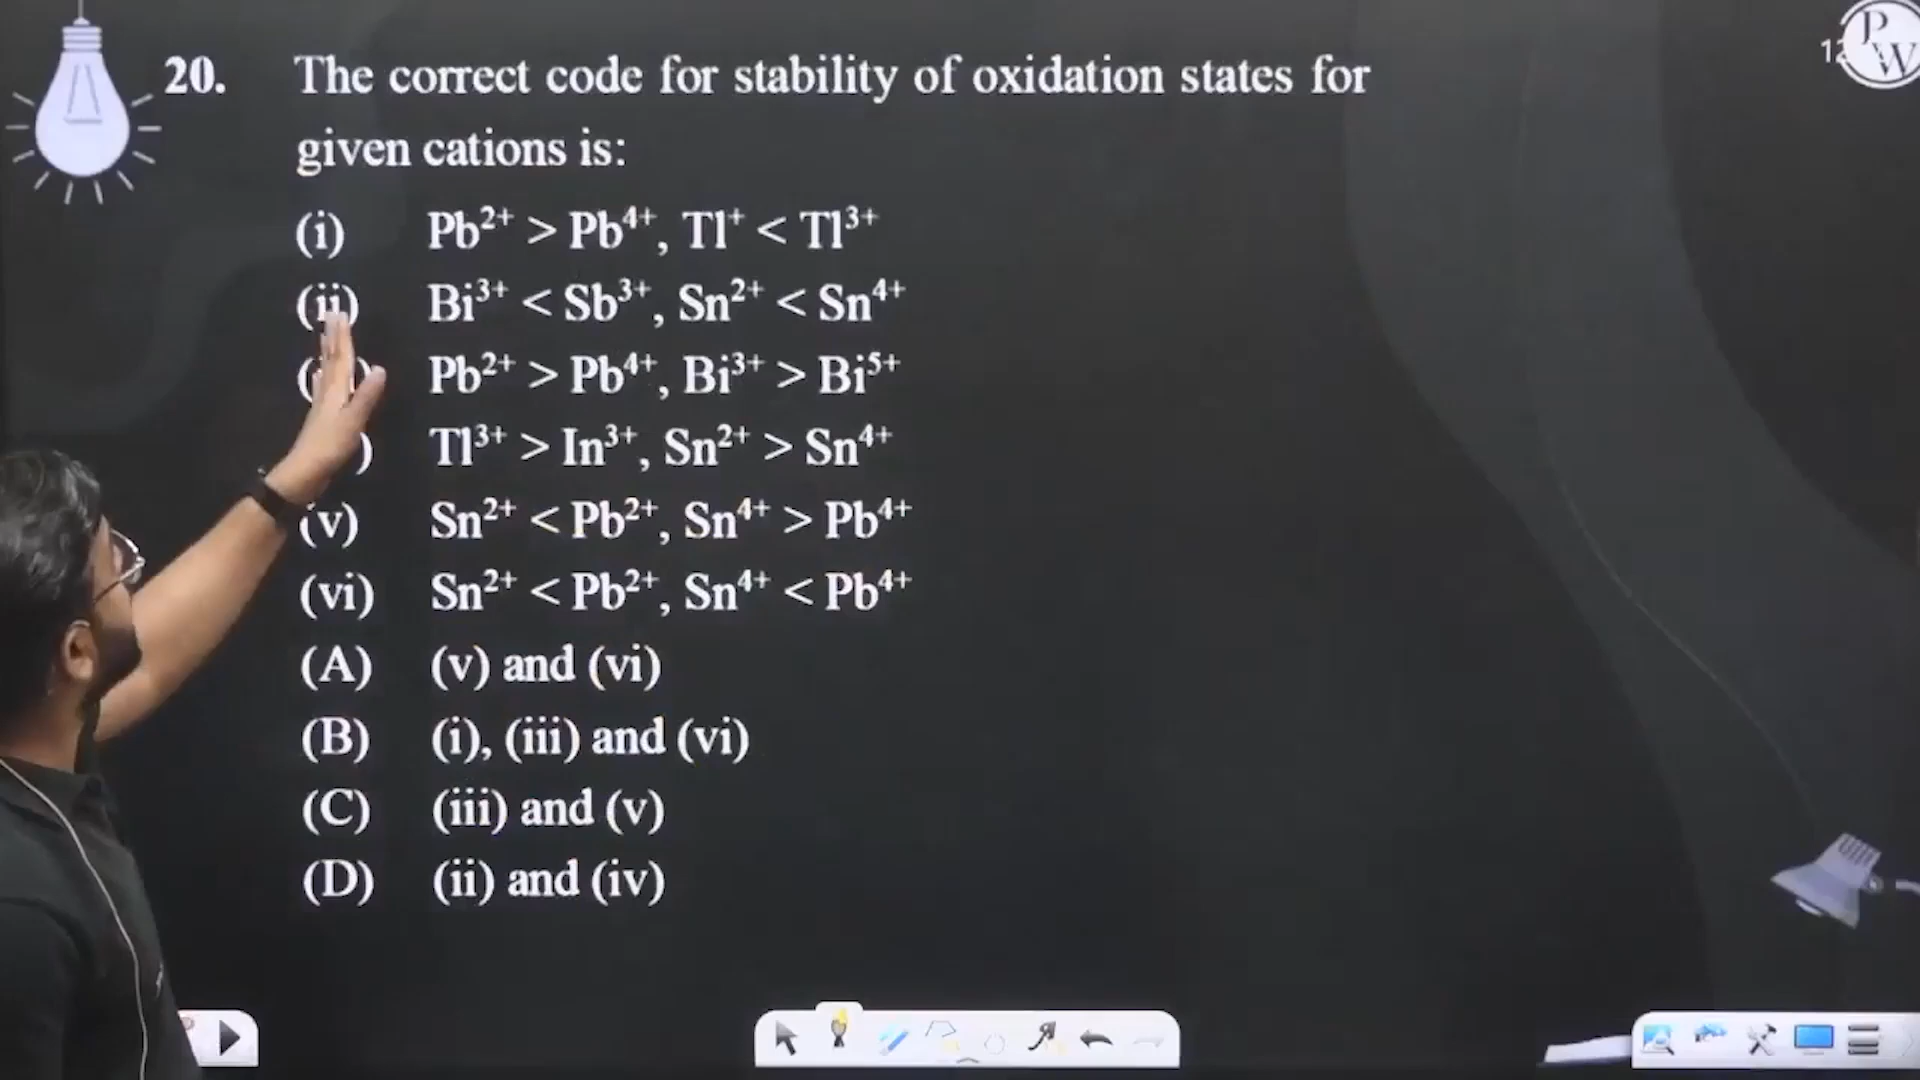 20. The correct code for stability of oxidation states for
given cations is:
(i) Pb²⁺ > Pb⁴⁺, Tl⁺ < Tl³⁺
(ii) Bi³⁺ < Sb³⁺, Sn²⁺ < Sn⁴⁺
Pb²⁺ > Pb⁴⁺, Bi³⁺ > Bi⁵⁺
Tl³⁺ > In³⁺, Sn²⁺ > Sn⁴⁺
(v) Sn²⁺ < Pb²⁺, Sn⁴⁺ > Pb⁴⁺
(vi) Sn²⁺ < Pb²⁺, Sn⁴⁺ < Pb⁴⁺
(A) (v) and (vi)
(B) (i), (iii) and (vi)
(C) (iii) and (v)
(D) (ii) and (iv)
PW